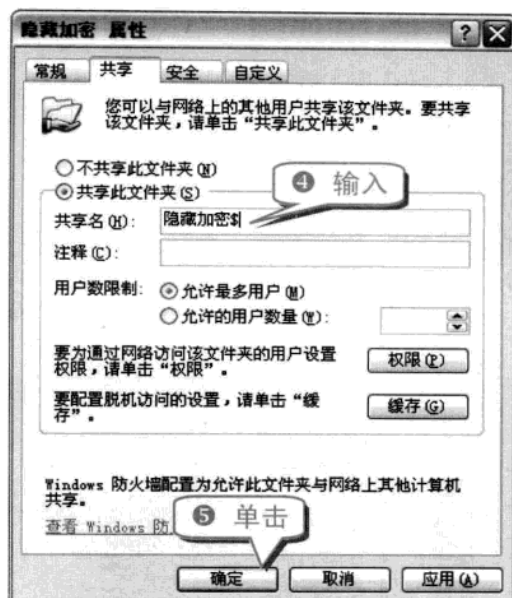 隐藏加密 属性
常规 共享 安全 自定义
您可以与网络上的其他用户共享该文件夹。要共享
该文件夹，请单击“共享此文件夹”。
不共享此文件夹(N)
共享此文件夹(S)
❹ 输入
共享名(H): 隐藏加密$
注释(C):
用户数限制: 允许最多用户(M)
允许的用户数量(W):
要为通过网络访问该文件夹的用户设置
权限，请单击“权限”。
权限(P)
要配置脱机访问的设置，请单击“缓
存”。
缓存(G)
Windows 防火墙配置为允许此文件夹与网络上其他计算机
共享。
查看 Windows 防
❺ 单击
确定 取消 应用(A)